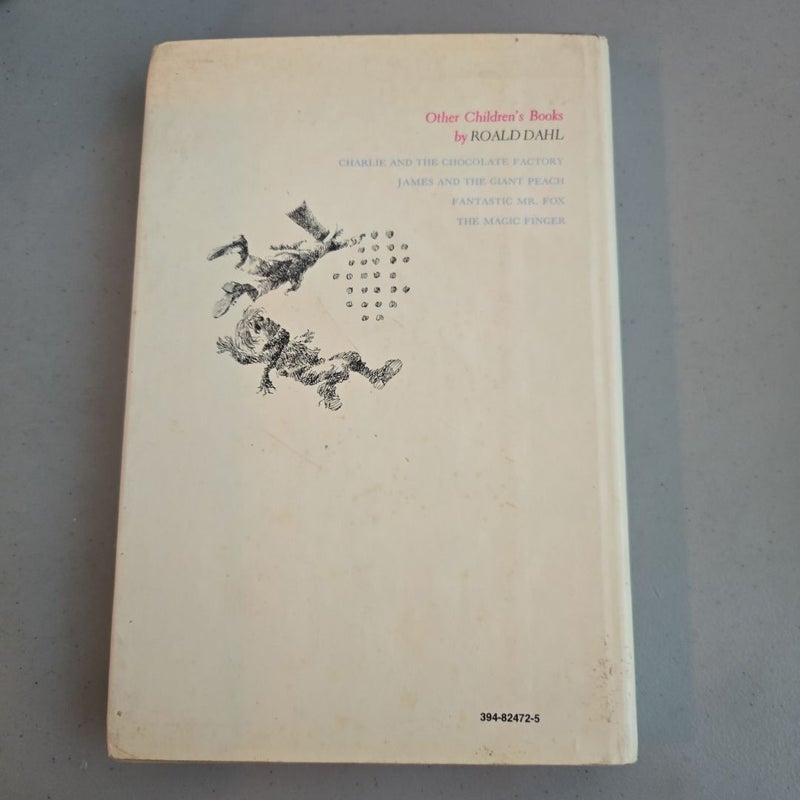 Other Children's Books
by ROALD DAHL
CHARLIE AND THE CHOCOLATE FACTORY
JAMES AND THE GIANT PEACH
FANTASTIC MR. FOX
THE MAGIC FINGER
394-82472-5